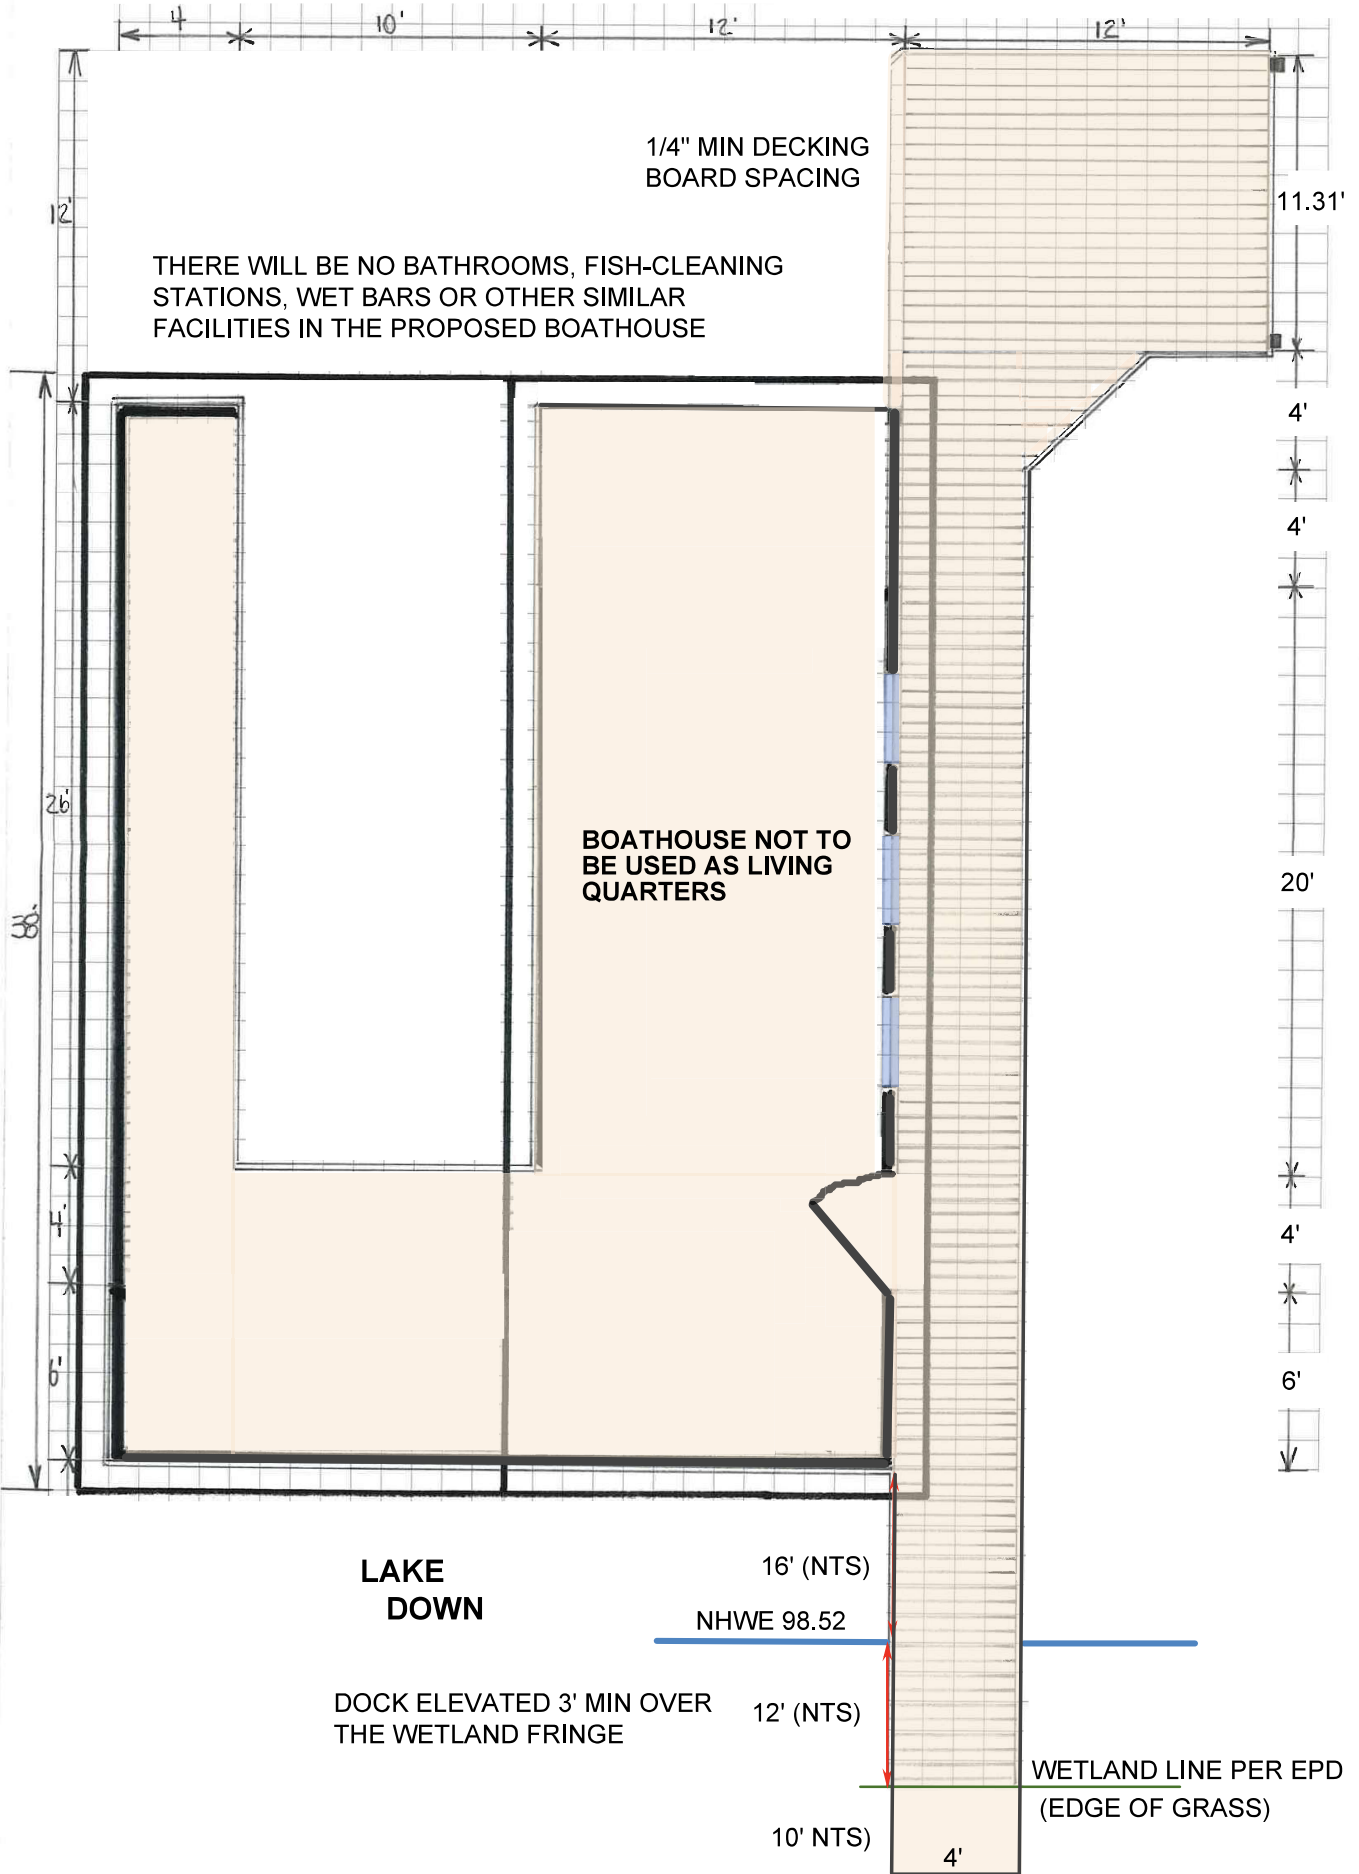 4
10'
12'
12'
1/4" MIN DECKING
BOARD SPACING
11.31'
12'
THERE WILL BE NO BATHROOMS, FISH-CLEANING
STATIONS, WET BARS OR OTHER SIMILAR
FACILITIES IN THE PROPOSED BOATHOUSE
4'
4'
26'
BOATHOUSE NOT TO
BE USED AS LIVING
QUARTERS
20'
38'
4'
4'
6'
6'
LAKE
DOWN
16' (NTS)
NHWE 98.52
DOCK ELEVATED 3' MIN OVER
THE WETLAND FRINGE
12' (NTS)
WETLAND LINE PER EPD
(EDGE OF GRASS)
10' NTS)
4'